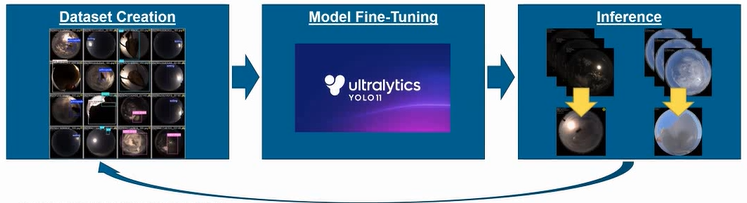 Dataset Creation
Model Fine-Tuning
Inference
ultralytics
YOLO11